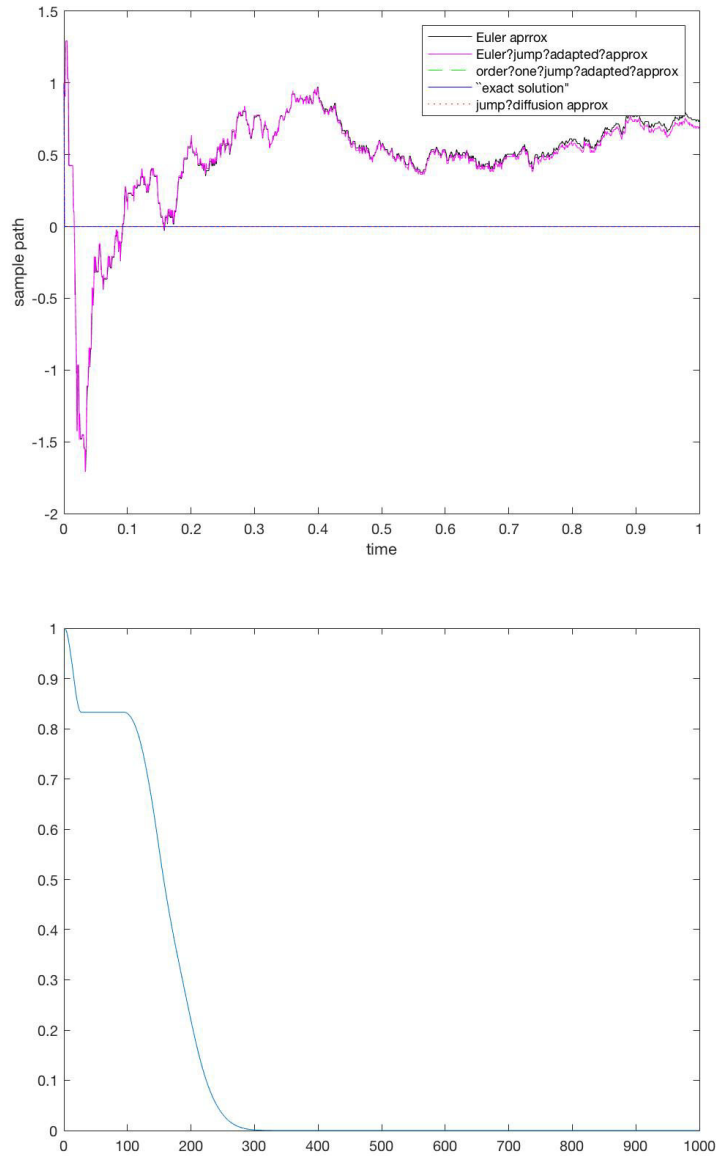 1.5
1
0.5
0
-0.5
-1
-1.5
-2
sample path
Euler aprrox
Euler?jump?adapted?approx
order?one?jump?adapted?approx
``exact solution"
jump?diffusion approx
0 0.1 0.2 0.3 0.4 0.5 0.6 0.7 0.8 0.9 1
time
1
0.9
0.8
0.7
0.6
0.5
0.4
0.3
0.2
0.1
0
0 100 200 300 400 500 600 700 800 900 1000